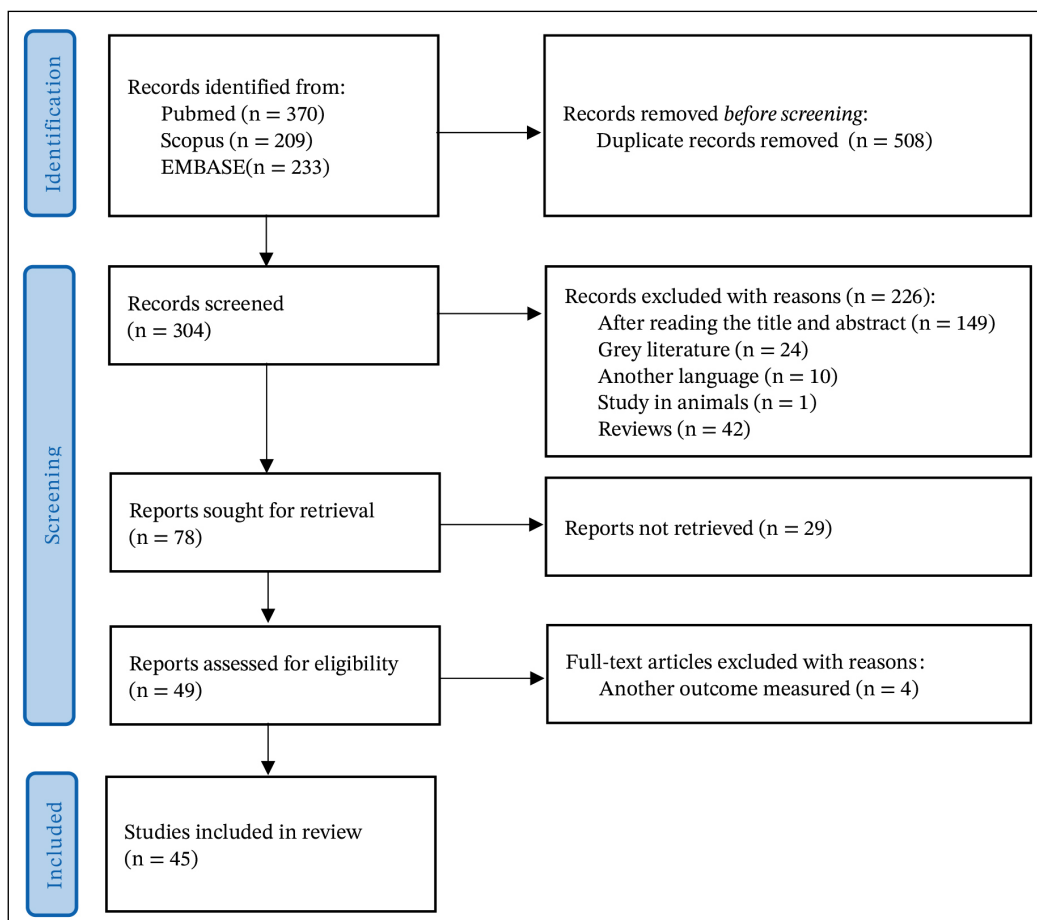 Identification
Records identified from:
Pubmed (n = 370)
Scopus (n = 209)
EMBASE(n = 233)
Records removed before screening:
Duplicate records removed (n = 508)
Screening
Records screened
(n = 304)
Records excluded with reasons (n = 226):
After reading the title and abstract (n = 149)
Grey literature (n = 24)
Another language (n = 10)
Study in animals (n = 1)
Reviews (n = 42)
Reports sought for retrieval
(n = 78)
Reports not retrieved (n = 29)
Reports assessed for eligibility
(n = 49)
Full-text articles excluded with reasons:
Another outcome measured (n = 4)
Included
Studies included in review
(n = 45)